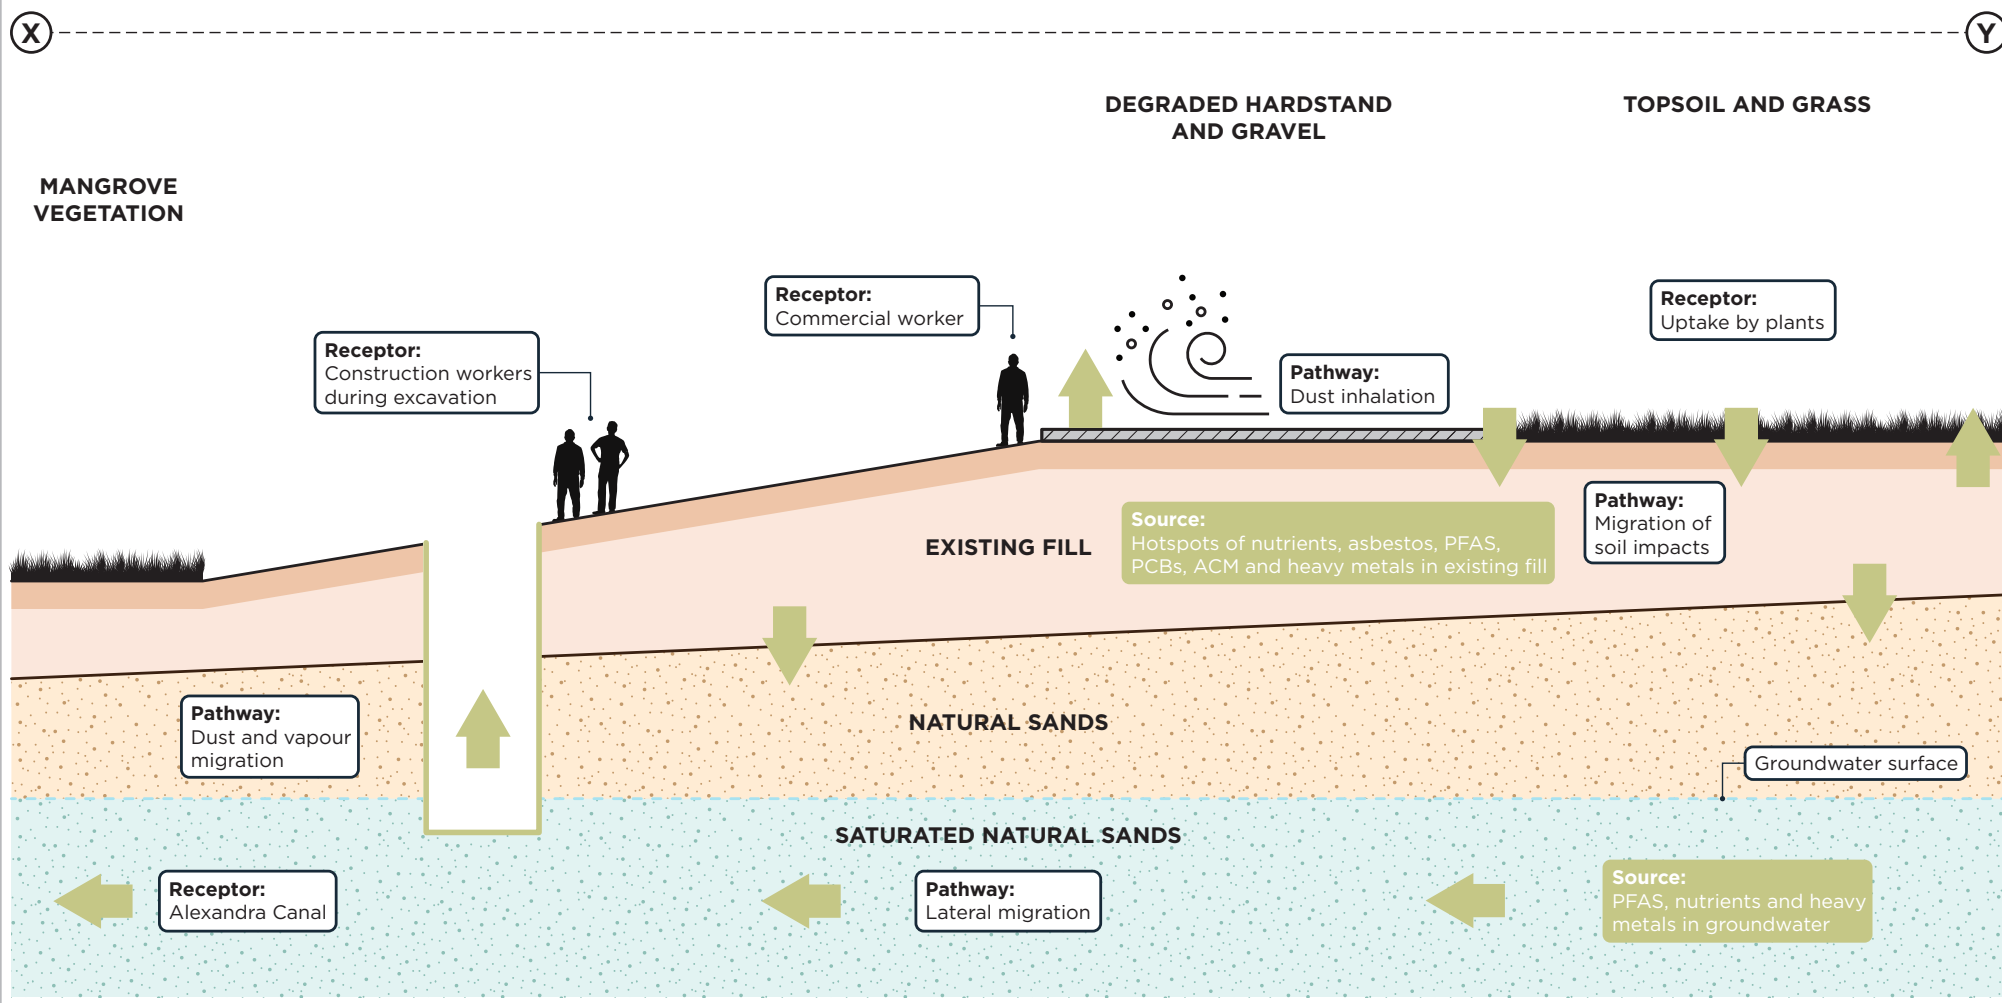 X
Y
DEGRADED HARDSTAND
AND GRAVEL
TOPSOIL AND GRASS
MANGROVE
VEGETATION
Receptor:
Commercial worker
Receptor:
Uptake by plants
Receptor:
Construction workers
during excavation
Pathway:
Dust inhalation
Pathway:
Migration of
soil impacts
Source:
Hotspots of nutrients, asbestos, PFAS,
PCBs, ACM and heavy metals in existing fill
EXISTING FILL
Pathway:
Dust and vapour
migration
NATURAL SANDS
Groundwater surface
SATURATED NATURAL SANDS
Receptor:
Alexandra Canal
Pathway:
Lateral migration
Source:
PFAS, nutrients and heavy
metals in groundwater